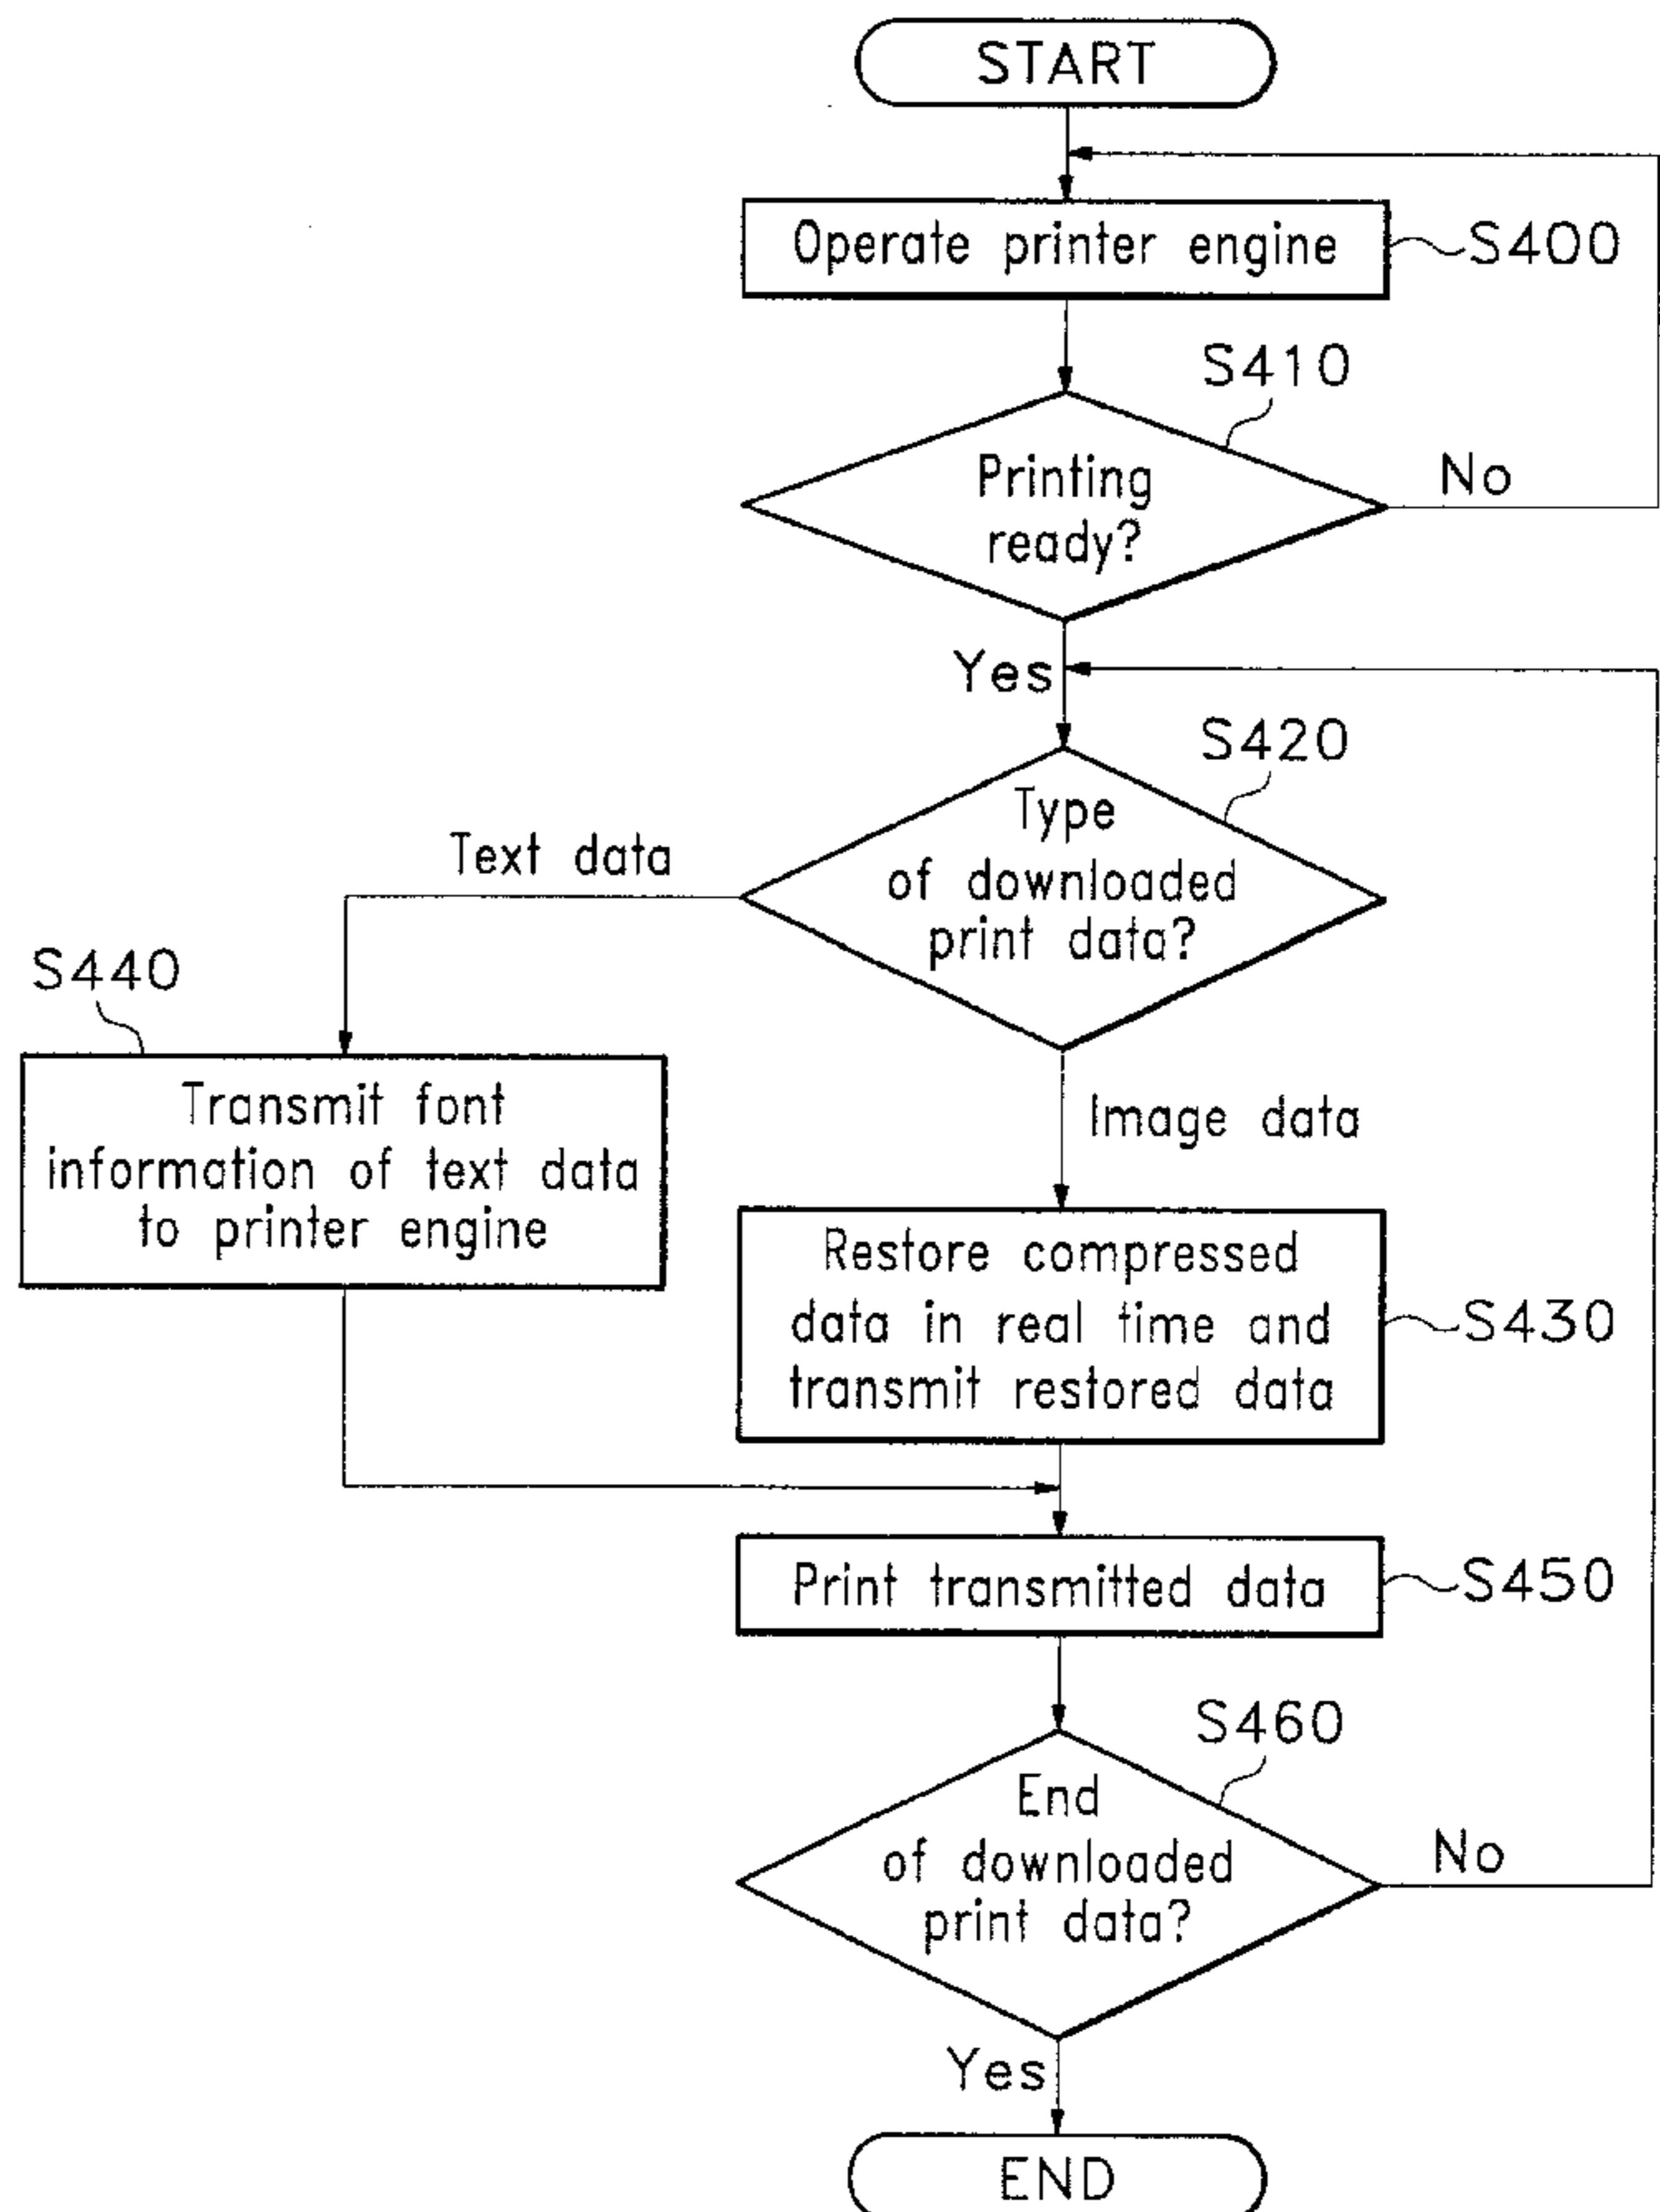 START
Operate printer engine
S400
S410
Printing
ready?
No
Yes
S420
Type
of downloaded
print data?
Text data
S440
Transmit font
information of text data
to printer engine
Image data
Restore compressed
data in real time and
transmit restored data
S430
Print transmitted data
S450
S460
End
of downloaded
print data?
No
Yes
END